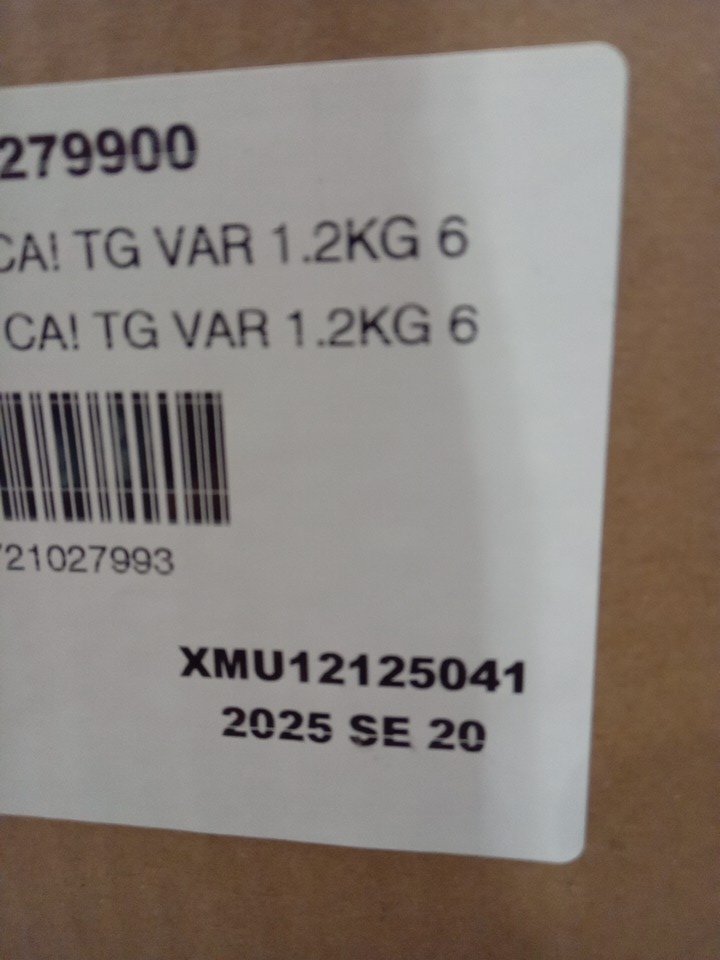 279900
CA! TG VAR 1.2KG 6
CA! TG VAR 1.2KG 6
721027993
XMU12125041
2025 SE 20